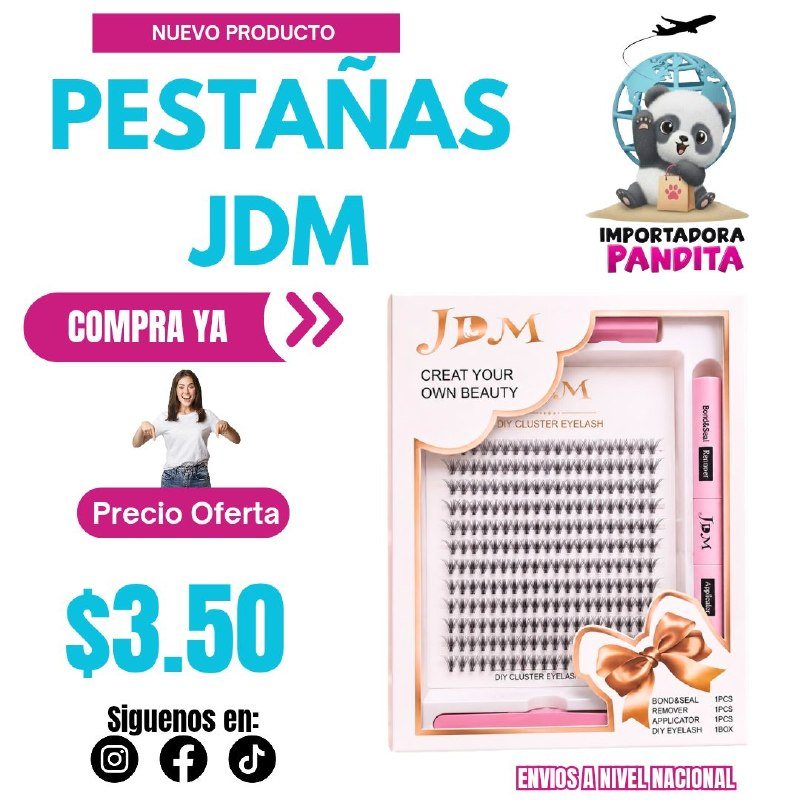 NUEVO PRODUCTO
PESTAÑAS
JDM
IMPORTADORA
PANDITA
COMPRA YA
Precio Oferta
$3.50
Siguenos en:
JDM
CREAT YOUR
OWN BEAUTY
DIY CLUSTER EYELASH
Bond&Seal
Remover
JDM
Applicator
DIY CLUSTER EYELASH
BOND&SEAL 1PCS
REMOVER 1PCS
APPLICATOR 1PCS
DIY EYELASH 1BOX
ENVIOS A NIVEL NACIONAL